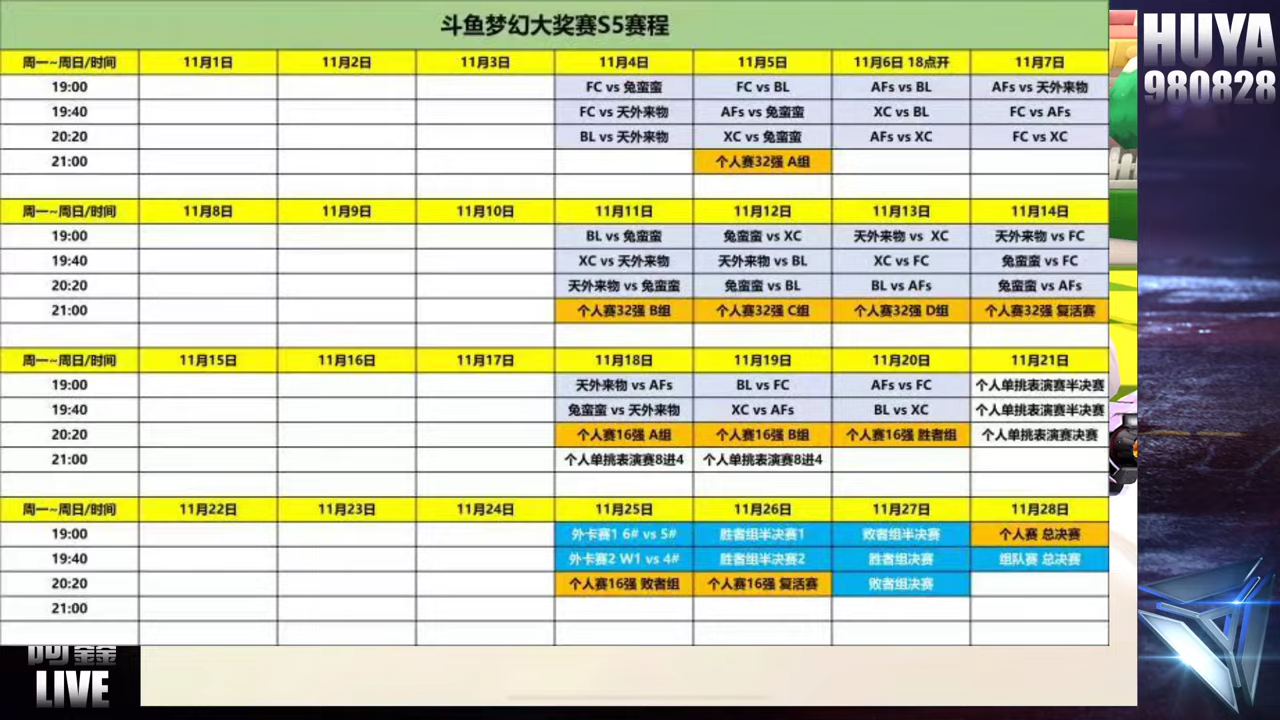 斗鱼梦幻大奖赛S5赛程
HUYA
980828
周一~周日/时间 11月1日 11月2日 11月3日 11月4日 11月5日 11月6日 18点开 11月7日
19:00 FC vs 兔蛮蛮 FC vs BL AFs vs BL AFs vs 天外来物
19:40 FC vs 天外来物 AFs vs 兔蛮蛮 XC vs BL FC vs AFs
20:20 BL vs 天外来物 XC vs 兔蛮蛮 AFs vs XC FC vs XC
21:00 个人赛32强 A组
周一~周日/时间 11月8日 11月9日 11月10日 11月11日 11月12日 11月13日 11月14日
19:00 BL vs 兔蛮蛮 兔蛮蛮 vs XC 天外来物 vs XC 天外来物 vs FC
19:40 XC vs 天外来物 天外来物 vs BL XC vs FC 兔蛮蛮 vs FC
20:20 天外来物 vs 兔蛮蛮 兔蛮蛮 vs BL BL vs AFs 兔蛮蛮 vs AFs
21:00 个人赛32强 B组 个人赛32强 C组 个人赛32强 D组 个人赛32强 复活赛
周一~周日/时间 11月15日 11月16日 11月17日 11月18日 11月19日 11月20日 11月21日
19:00 天外来物 vs AFs BL vs FC AFs vs FC 个人单挑表演赛半决赛
19:40 兔蛮蛮 vs 天外来物 XC vs AFs BL vs XC 个人单挑表演赛半决赛
20:20 个人赛16强 A组 个人赛16强 B组 个人赛16强 胜者组 个人单挑表演赛决赛
21:00 个人单挑表演赛8进4 个人单挑表演赛8进4
周一~周日/时间 11月22日 11月23日 11月24日 11月25日 11月26日 11月27日 11月28日
19:00 外卡赛1 6# vs 5# 胜者组半决赛1 败者组半决赛 个人赛 总决赛
19:40 外卡赛2 W1 vs 4# 胜者组半决赛2 胜者组决赛 组队赛 总决赛
20:20 个人赛16强 败者组 个人赛16强 复活赛 败者组决赛
21:00
LIVE